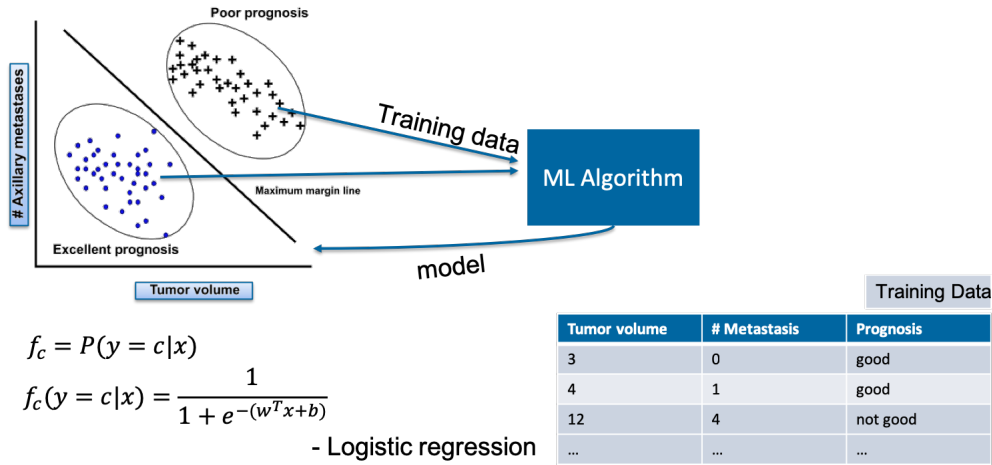 Poor prognosis
# Axillary metastases
Training data
ML Algorithm
Maximum margin line
Excellent prognosis
model
Tumor volume
Training Data
Tumor volume # Metastasis Prognosis
3 0 good
4 1 good
12 4 not good
... ... ...
f_c = P(y = c|x)
f_c(y = c|x) = 1 / (1 + e^{-(w^T x+b)})
- Logistic regression